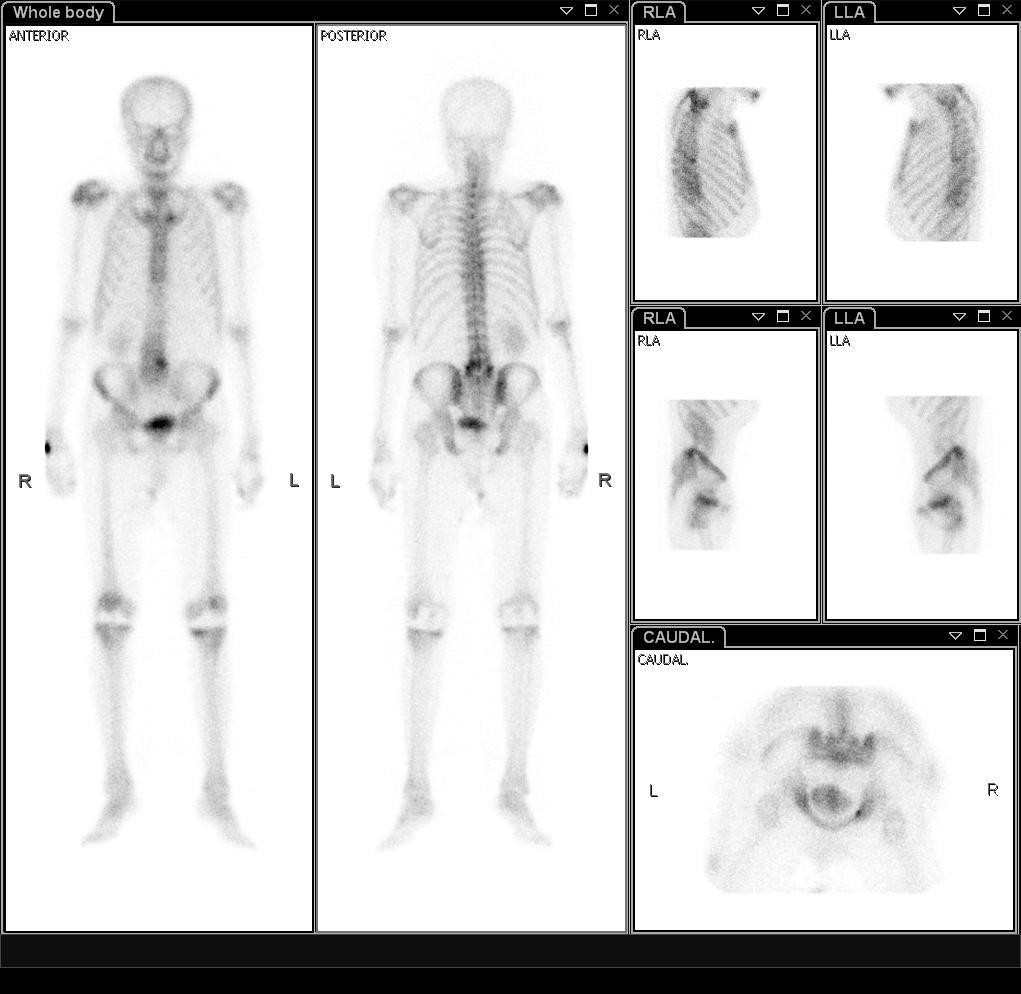 Whole body
ANTERIOR
POSTERIOR
R
L
L
R
RLA
RLA
LLA
LLA
RLA
RLA
LLA
LLA
CAUDAL.
CAUDAL.
L
R